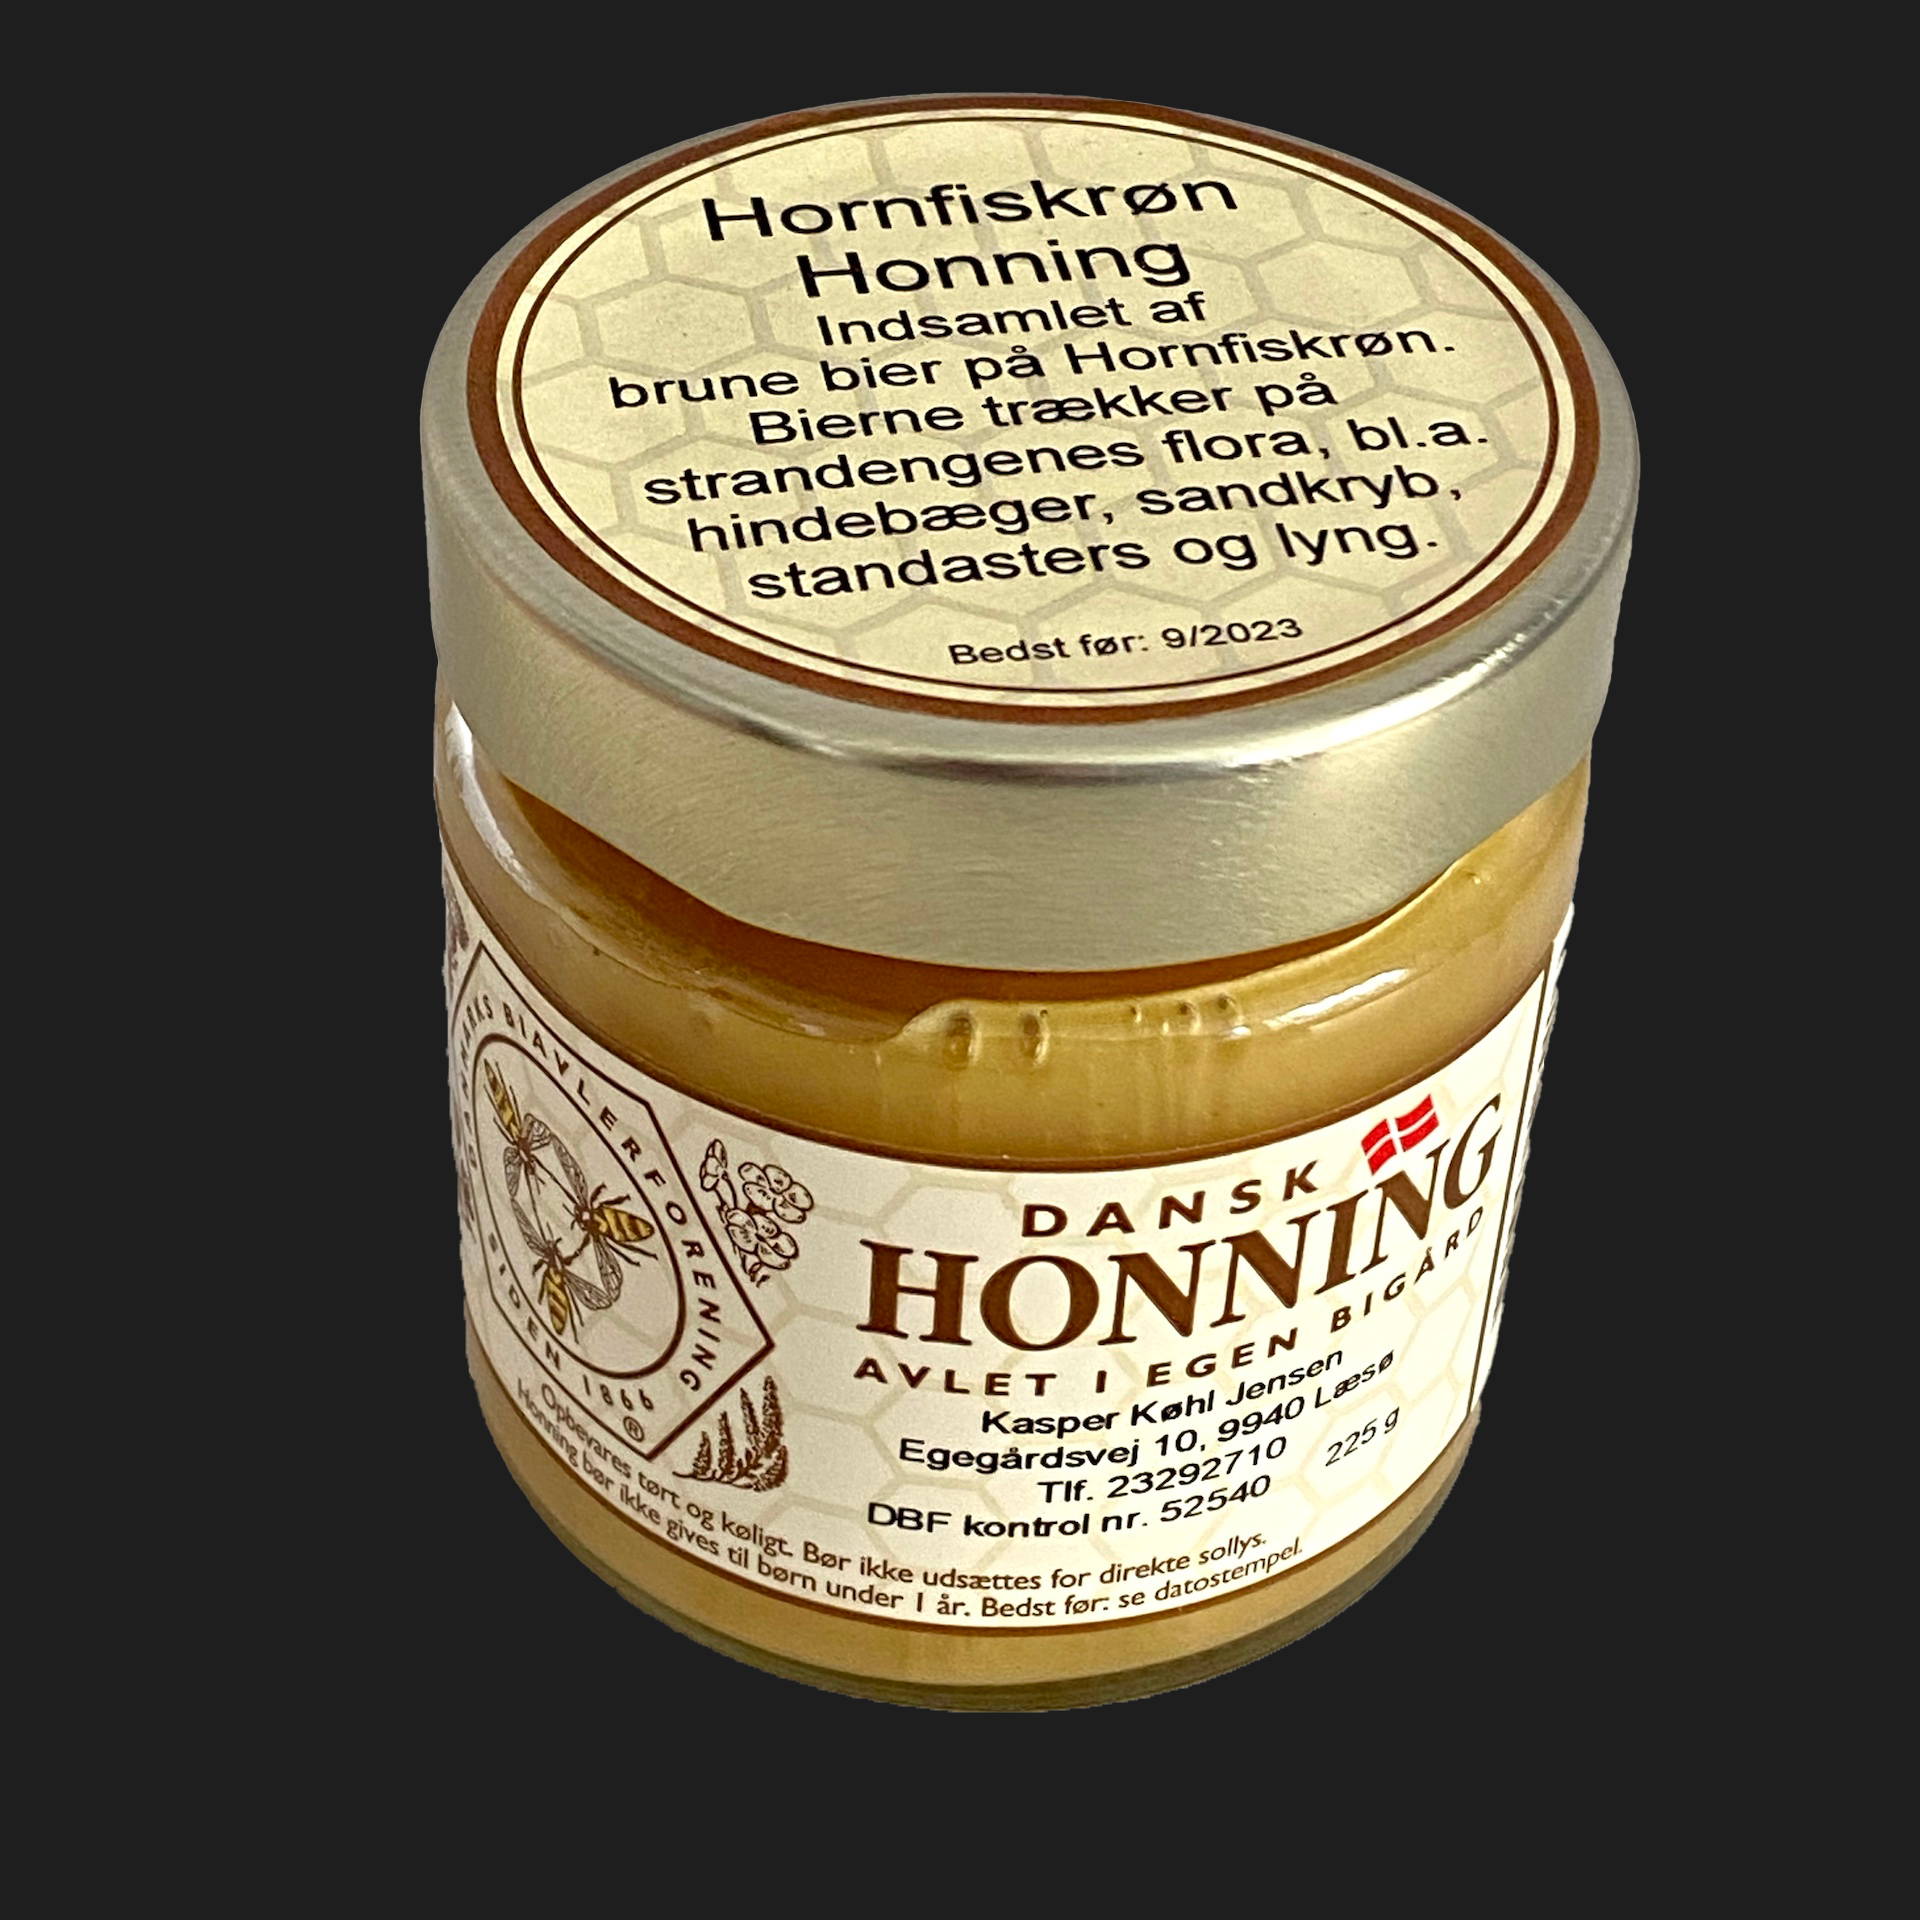 Hornfiskrøn
Honning
Indsamlet af
brune bier på Hornfiskrøn.
Bierne trækker på
strandengenes flora, bl.a.
hindebæger, sandkryb,
standasters og lyng.
Bedst før: 9/2023
DANMARKS BIAVLERFORENING
SIDEN 1866
®
DANSK
HONNING
AVLET I EGEN BIGÅRD
Kasper Køhl Jensen
Egegårdsvej 10, 9940 Læsø
Tlf. 23292710
225 g
DBF kontrol nr. 52540
Opbevares tørt og køligt. Bør ikke udsættes for direkte sollys.
Honning bør ikke gives til børn under 1 år. Bedst før: se datostempel.